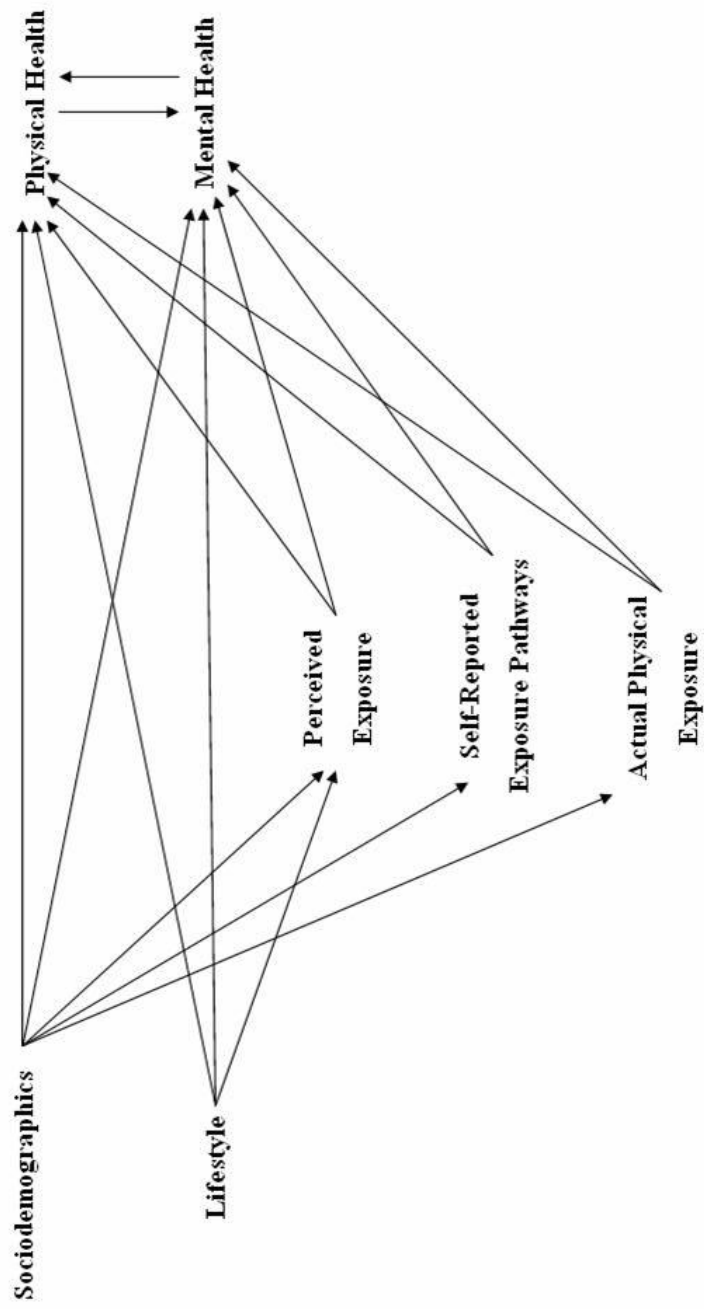 Sociodemographics
Lifestyle
Perceived
Exposure
Self-Reported
Exposure Pathways
Actual Physical
Exposure
Physical Health
Mental Health